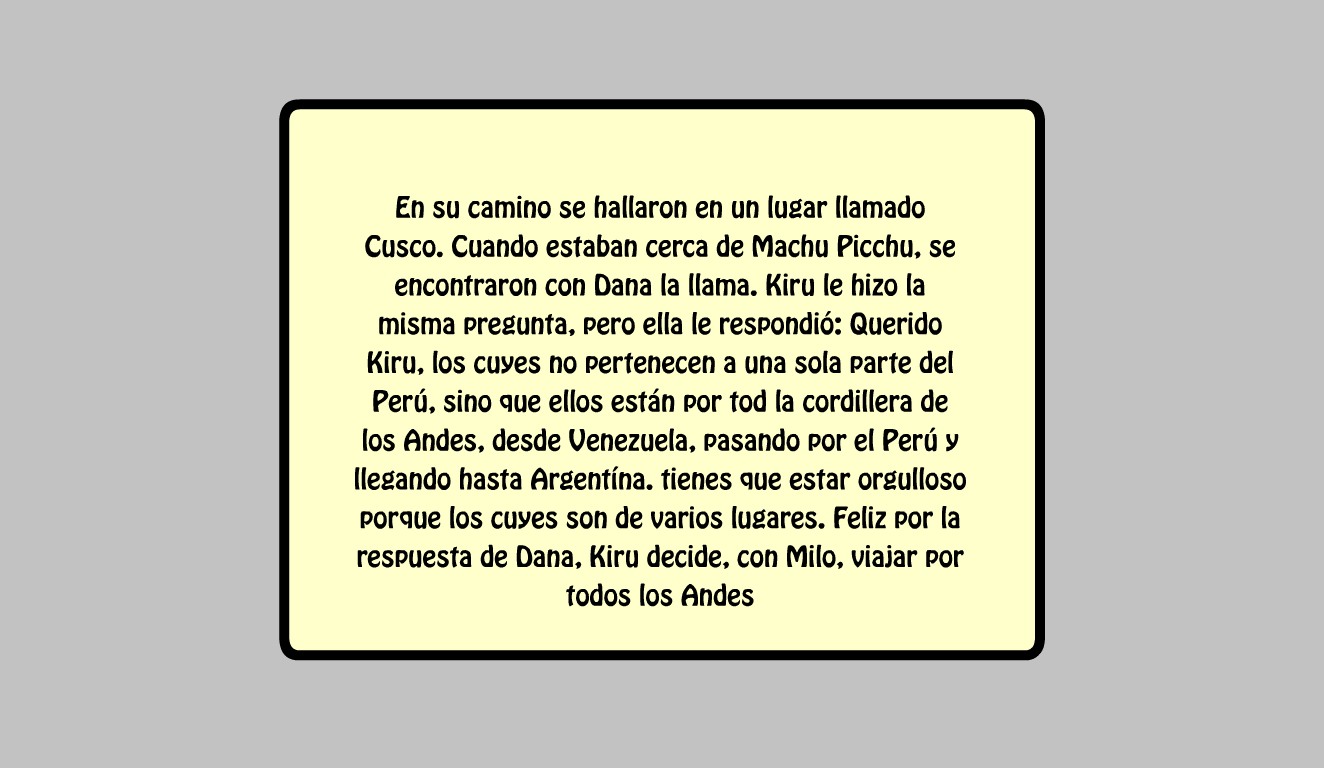 En su camino se hallaron en un lugar llamado
Cusco. Cuando estaban cerca de Machu Picchu, se
encontraron con Dana la llama. Kiru le hizo la
misma pregunta, pero ella le respondió: Querido
Kiru, los cuyes no pertenecen a una sola parte del
Perú, sino que ellos están por tod la cordillera de
los Andes, desde Venezuela, pasando por el Perú y
llegando hasta Argentína. tienes que estar orgulloso
porque los cuyes son de varios lugares. Feliz por la
respuesta de Dana, Kiru decide, con Milo, viajar por
todos los Andes